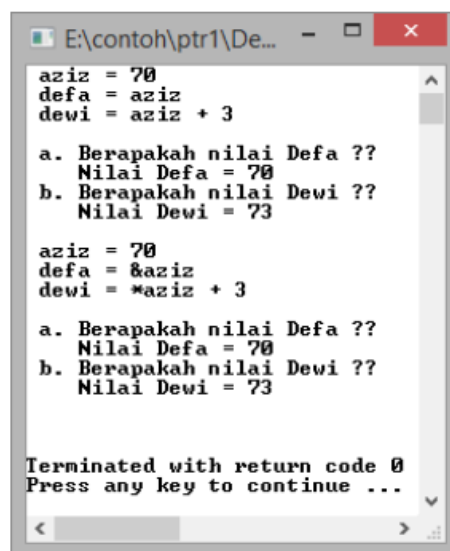 E:\contoh\ptr1\De...
aziz = 70
defa = aziz
dewi = aziz + 3
a. Berapakah nilai Defa ??
Nilai Defa = 70
b. Berapakah nilai Dewi ??
Nilai Dewi = 73
aziz = 70
defa = &aziz
dewi = *aziz + 3
a. Berapakah nilai Defa ??
Nilai Defa = 70
b. Berapakah nilai Dewi ??
Nilai Dewi = 73
Terminated with return code 0
Press any key to continue ...